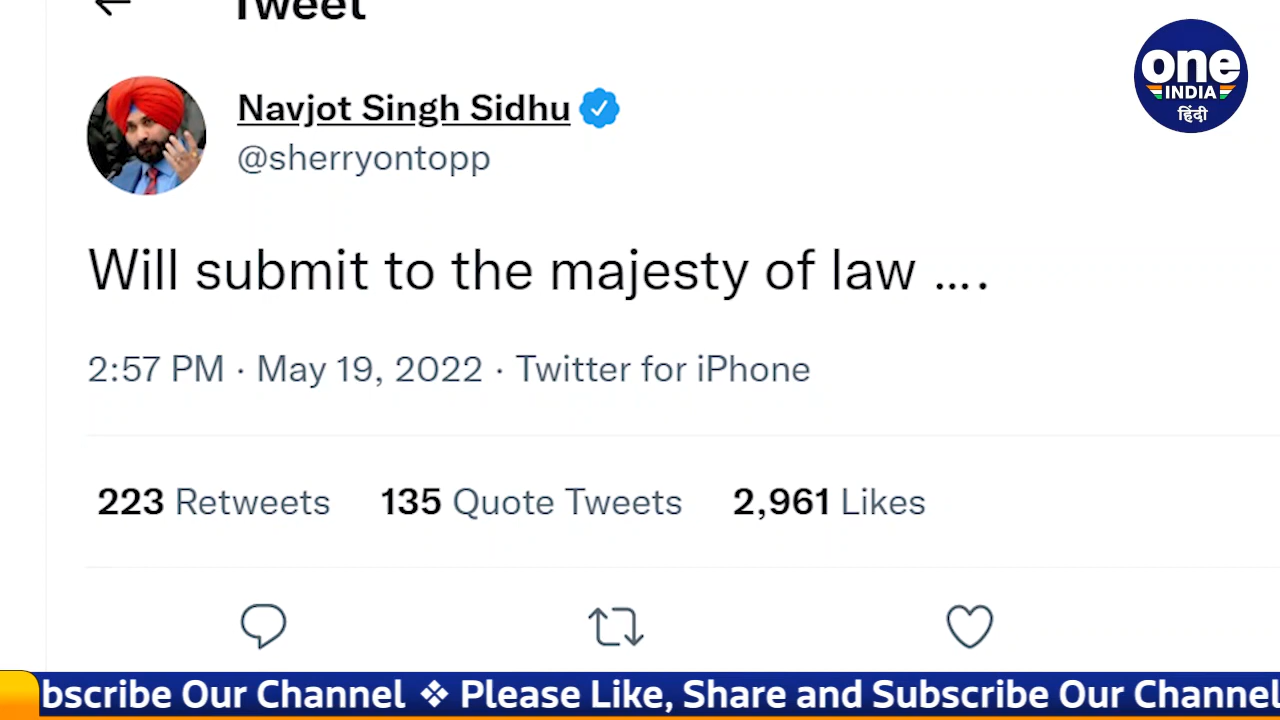 Tweet
Navjot Singh Sidhu
@sherryontopp
one
INDIA
हिंदी
Will submit to the majesty of law ....
2:57 PM · May 19, 2022 · Twitter for iPhone
223 Retweets 135 Quote Tweets 2,961 Likes
bscribe Our Channel ❖ Please Like, Share and Subscribe Our Channel